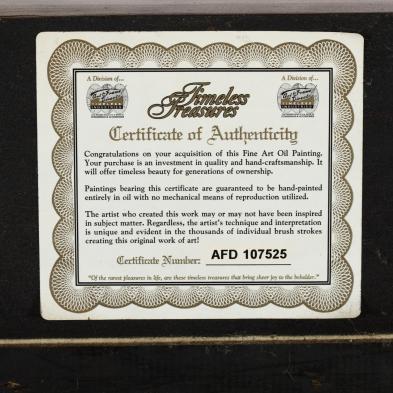 A Division of... A Division of...
Timeless
Treasures
Certificate of Authenticity
Congratulations on your acquisition of this Fine Art Oil Painting.
Your purchase is an investment in quality and hand-craftsmanship. It
will offer timeless beauty for generations of ownership.
Paintings bearing this certificate are guaranteed to be hand-painted
entirely in oil with no mechanical means of reproduction utilized.
The artist who created this work may or may not have been inspired
in subject matter. Regardless, the artist's technique and interpretation
is unique and evident in the thousands of individual brush strokes
creating this original work of art!
Certificate Number: AFD 107525
"Of the rarest pleasures in life, are these timeless treasures that bring sheer joy to the beholder."